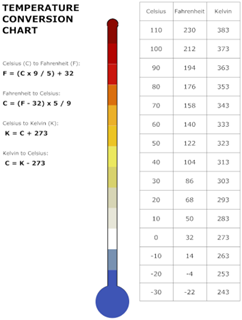 TEMPERATURE
CONVERSION
CHART
Celsius (C) to Fahrenheit (F):
F = (C x 9 / 5) + 32
Fahrenheit to Celsius:
C = (F - 32) x 5 / 9
Celsius to Kelvin (K):
K = C + 273
Kelvin to Celsius:
C = K - 273
Celsius Fahrenheit Kelvin
110 230 383
100 212 373
90 194 363
80 176 353
70 158 343
60 140 333
50 122 323
40 104 313
30 86 303
20 68 293
10 50 283
0 32 273
-10 14 263
-20 -4 253
-30 -22 243